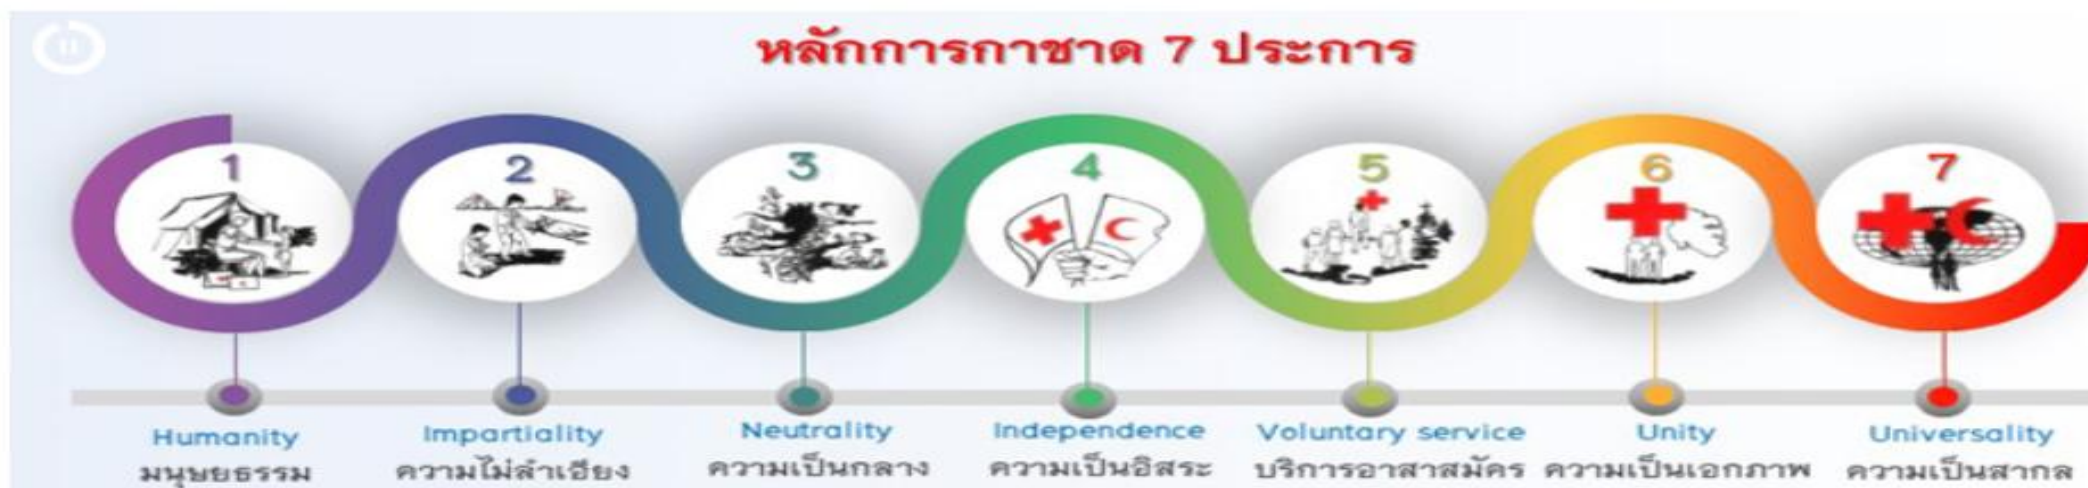 หลักการกาชาด 7 ประการ
1 2 3 4 5 6 7
Humanity Impartiality Neutrality Independence Voluntary service Unity Universality
มนุษยธรรม ความไม่ลำเอียง ความเป็นกลาง ความเป็นอิสระ บริการอาสาสมัคร ความเป็นเอกภาพ ความเป็นสากล